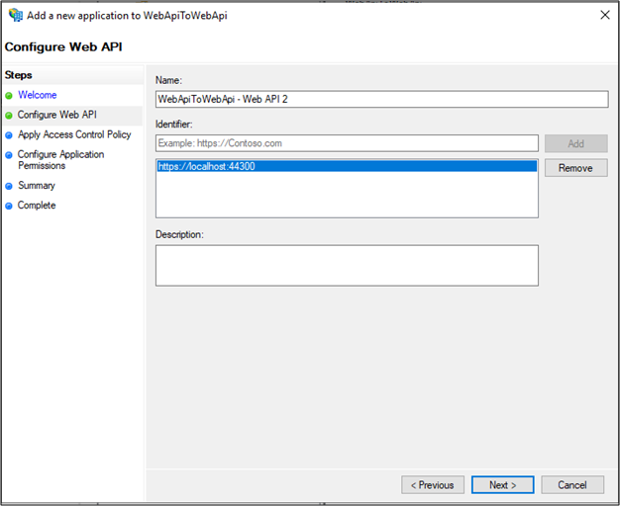 Add a new application to WebApiToWebApi
Configure Web API
Steps
Welcome
Configure Web API
Apply Access Control Policy
Configure Application
Permissions
Summary
Complete
Name:
WebApiToWebApi - Web API 2
Identifier:
Example: https://Contoso.com
Add
https://localhost:44300
Remove
Description:
< Previous
Next >
Cancel